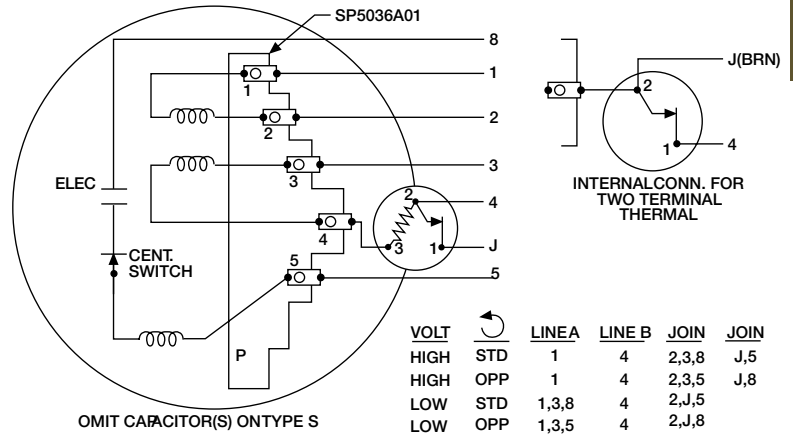 SP5036A01
8
1
2
3
4
J
5
1
2
3
4
5
2
3
1
ELEC
CENT.
SWITCH
P
OMIT CAPACITOR(S) ONTYPE S
J(BRN)
2
1
4
INTERNALCONN. FOR
TWO TERMINAL
THERMAL
VOLT LINEA LINE B JOIN JOIN
HIGH STD 1 4 2,3,8 J,5
HIGH OPP 1 4 2,3,5 J,8
LOW STD 1,3,8 4 2,J,5
LOW OPP 1,3,5 4 2,J,8